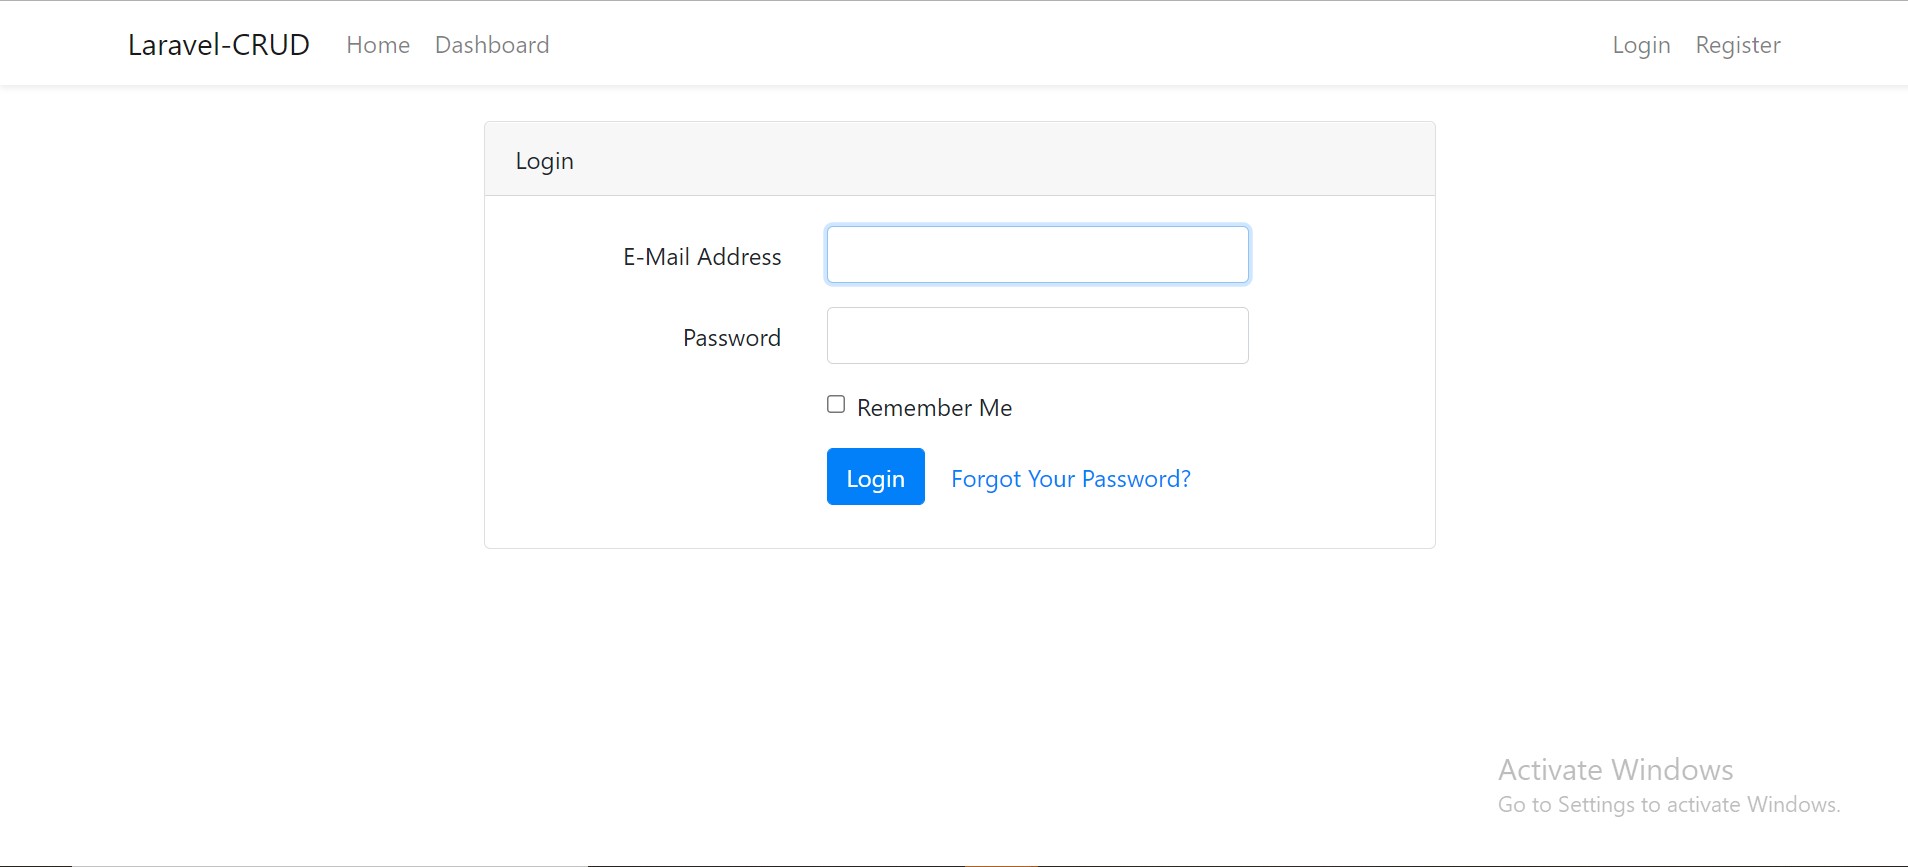 Laravel-CRUD Home Dashboard Login Register
Login
E-Mail Address
Password
Remember Me
Login Forgot Your Password?
Activate Windows
Go to Settings to activate Windows.